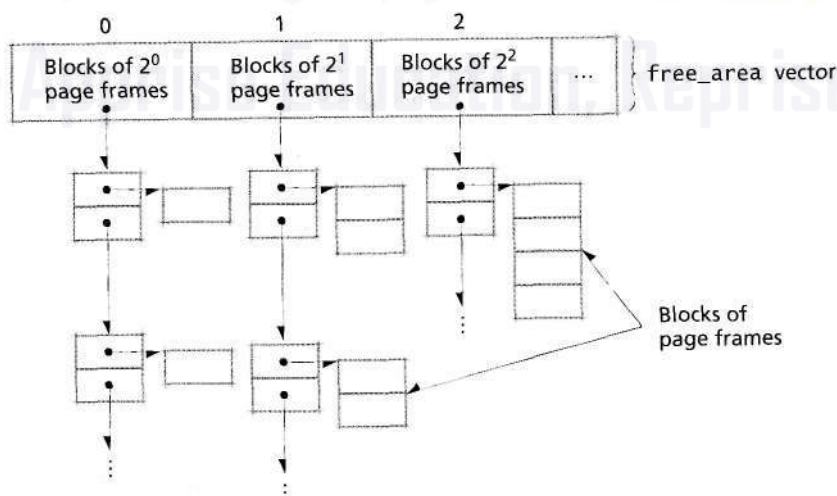 0 1 2
Blocks of 2⁰ page frames
Blocks of 2¹ page frames
Blocks of 2² page frames
...
free_area vector
Blocks of
page frames
⋮
⋮
⋮